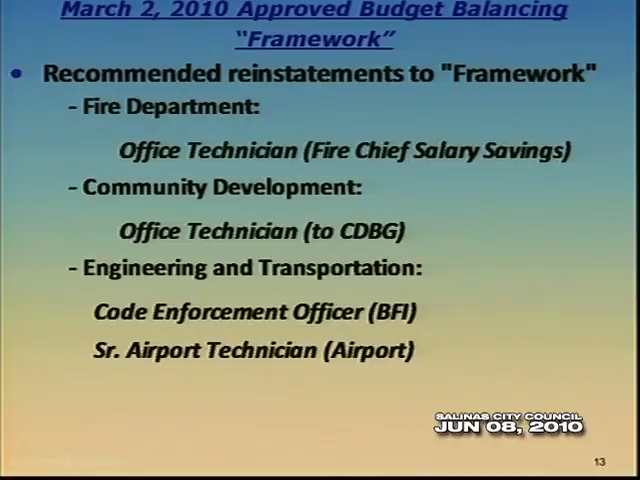 March 2, 2010 Approved Budget Balancing
“Framework”
• Recommended reinstatements to "Framework"
- Fire Department:
Office Technician (Fire Chief Salary Savings)
- Community Development:
Office Technician (to CDBG)
- Engineering and Transportation:
Code Enforcement Officer (BFI)
Sr. Airport Technician (Airport)
SALINAS CITY COUNCIL
JUN 08, 2010
13